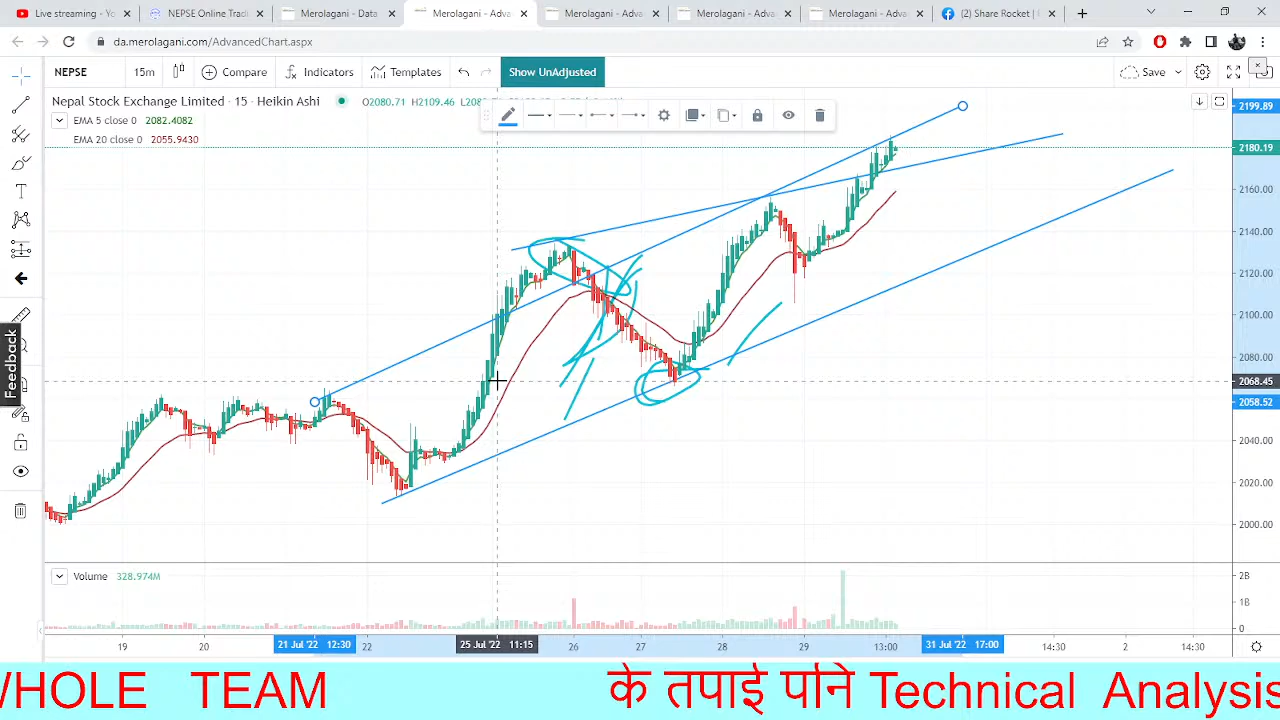 Live streaming - Yo
NEPSE Online Tradi
Merolagani - Data
Merolagani - Adva
Merolagani - Adva
Merolagani - Adva
Merolagani - Adva
(2) Share Rocket |
da.merolagani.com/AdvancedChart.aspx
NEPSE
15m
Compare
Indicators
Templates
Show UnAdjusted
Save
Nepal Stock Exchange Limited · 15 · Heikin Ashi
O2080.71 H2109.46
EMA 5 close 0 2082.4082
EMA 20 close 0 2055.9430
2199.89
2180.19
2160.00
2140.00
2120.00
2100.00
2080.00
2068.45
2058.52
2040.00
2020.00
2000.00
Feedback
Volume 328.974M
2B
1B
0
19 20 21 Jul '22 12:30 22 25 Jul '22 11:15 26 27 28 29 13:00 31 Jul '22 17:00 14:30 2 14:30
WHOLE TEAM के तपाई पनि Technical Analysis